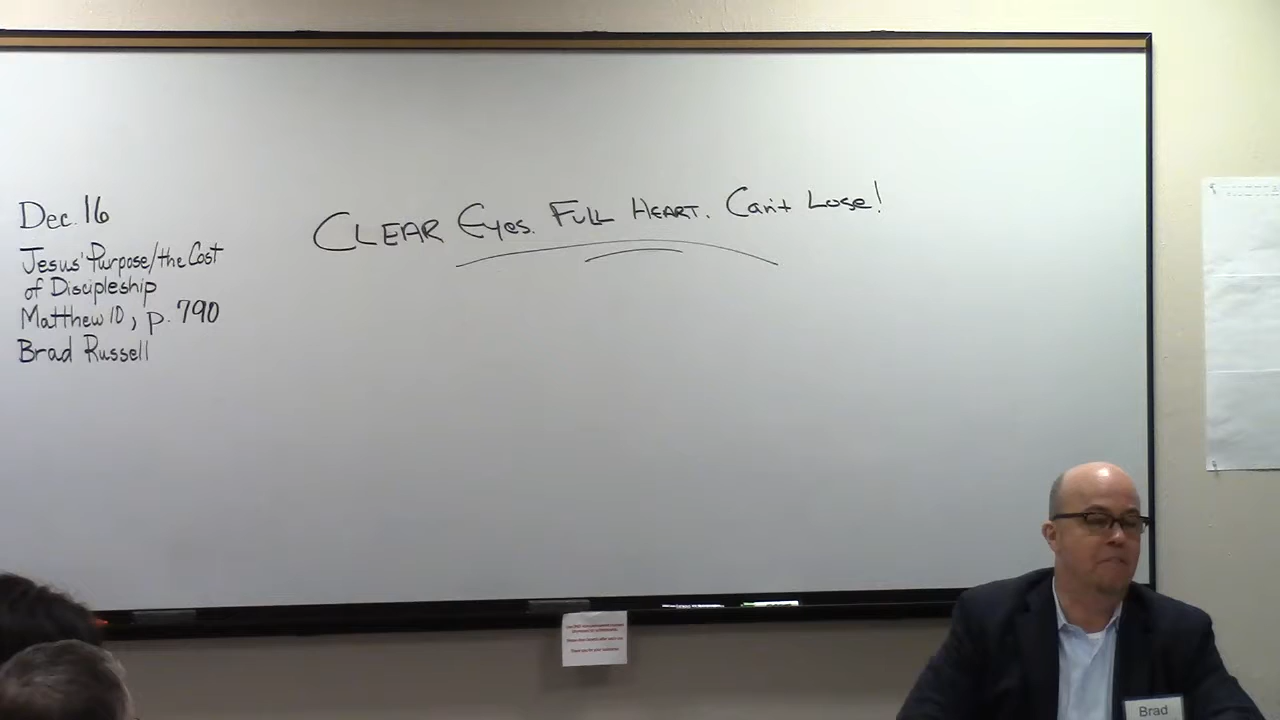 Dec. 16
Jesus' Purpose/the Cost
of Discipleship
Matthew 10, p. 790
Brad Russell
CLEAR Eyes. FULL HEART. Can't Lose!
Brad